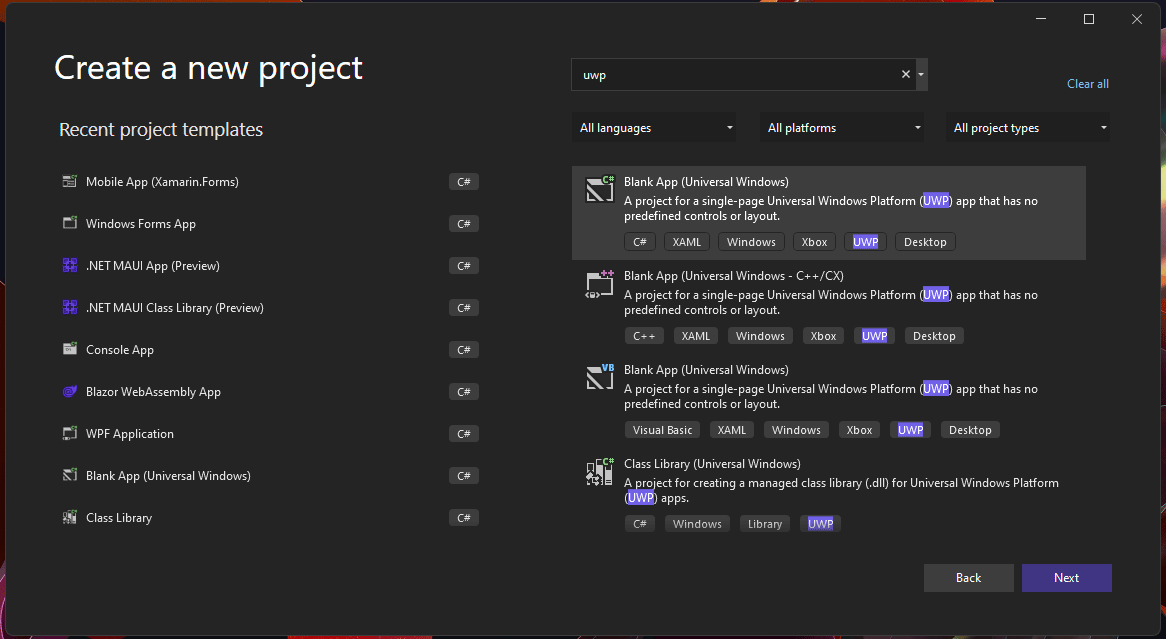 Create a new project
uwp
Clear all
Recent project templates
All languages
All platforms
All project types
Mobile App (Xamarin.Forms) C#
Windows Forms App C#
.NET MAUI App (Preview) C#
.NET MAUI Class Library (Preview) C#
Console App C#
Blazor WebAssembly App C#
WPF Application C#
Blank App (Universal Windows) C#
Class Library C#
C#
Blank App (Universal Windows)
A project for a single-page Universal Windows Platform (UWP) app that has no
predefined controls or layout.
C# XAML Windows Xbox UWP Desktop
++
Blank App (Universal Windows - C++/CX)
A project for a single-page Universal Windows Platform (UWP) app that has no
predefined controls or layout.
C++ XAML Windows Xbox UWP Desktop
VB
Blank App (Universal Windows)
A project for a single-page Universal Windows Platform (UWP) app that has no
predefined controls or layout.
Visual Basic XAML Windows Xbox UWP Desktop
C#
Class Library (Universal Windows)
A project for creating a managed class library (.dll) for Universal Windows Platform
(UWP) apps.
C# Windows Library UWP
Back
Next